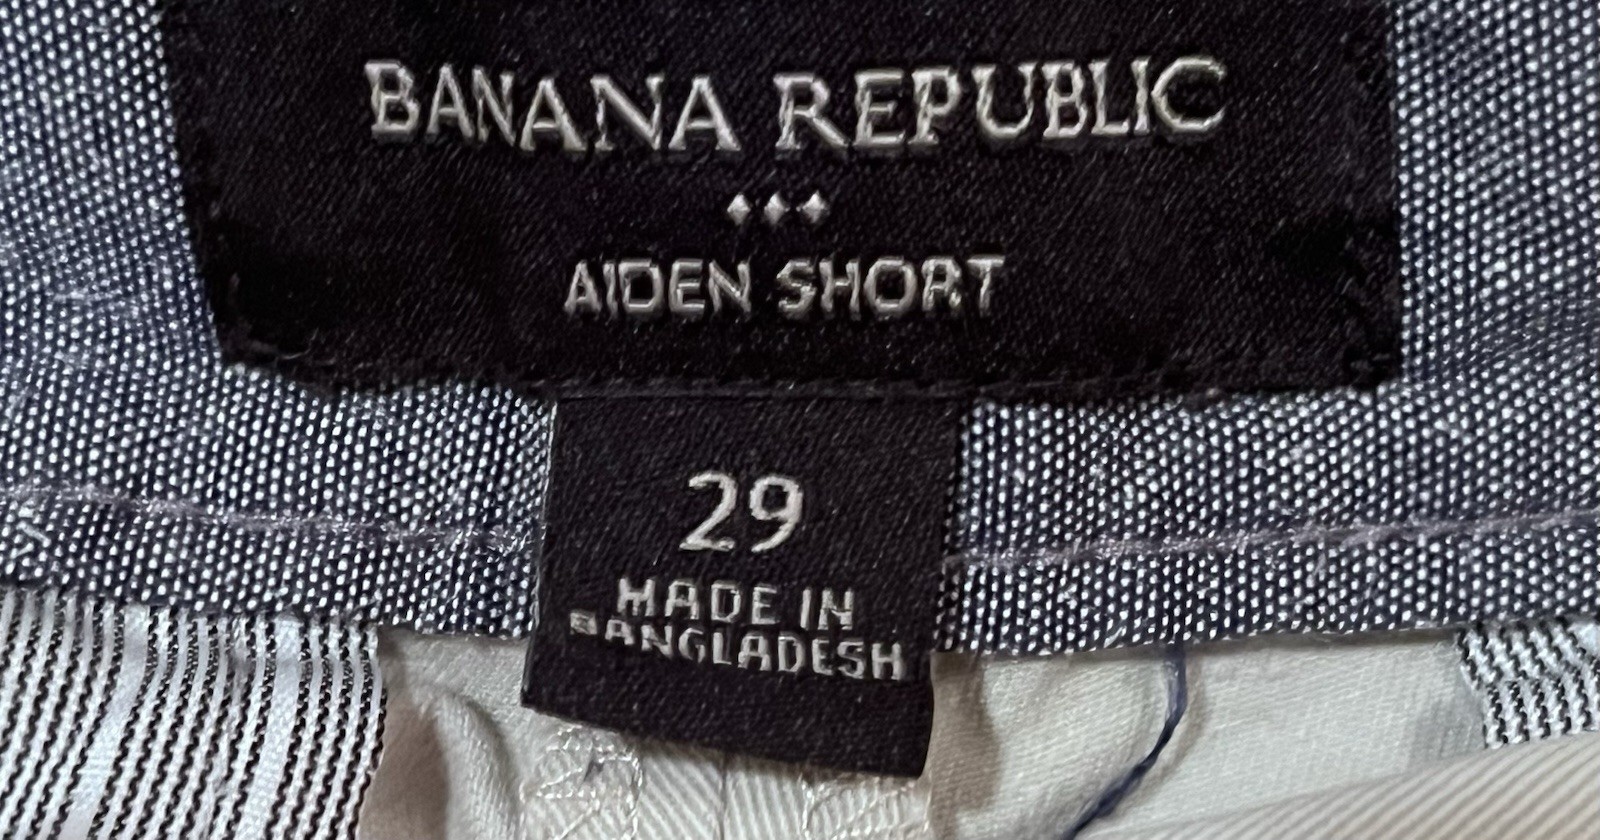 BANANA REPUBLIC
AIDEN SHORT
29
MADE IN
BANGLADESH